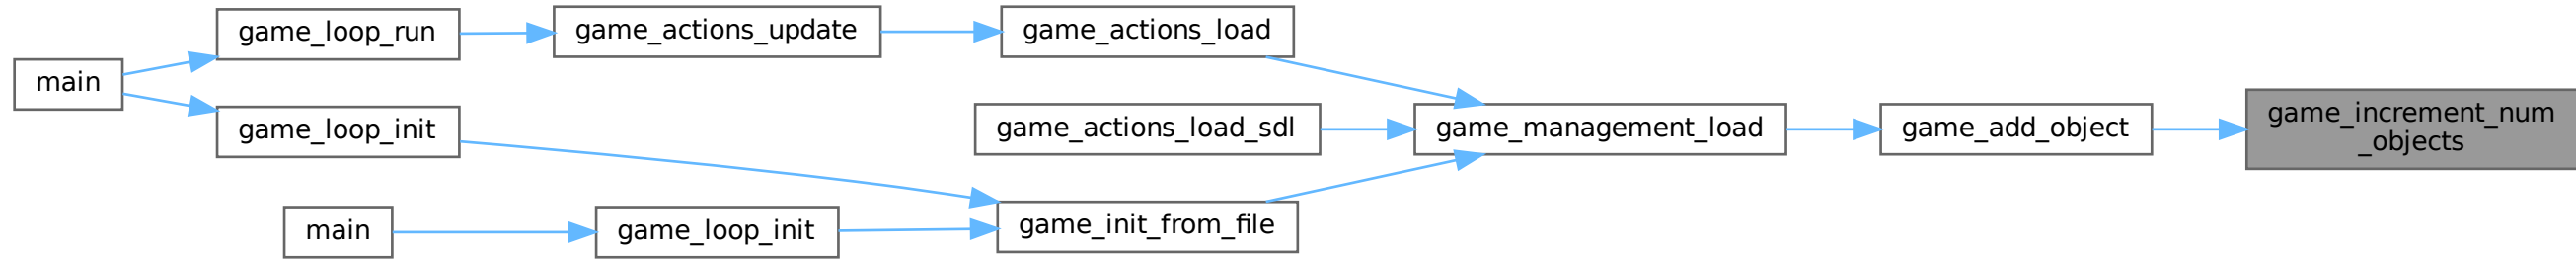 game_loop_run
game_actions_update
game_actions_load
main
game_loop_init
game_actions_load_sdl
game_management_load
game_add_object
game_increment_num
_objects
main
game_loop_init
game_init_from_file